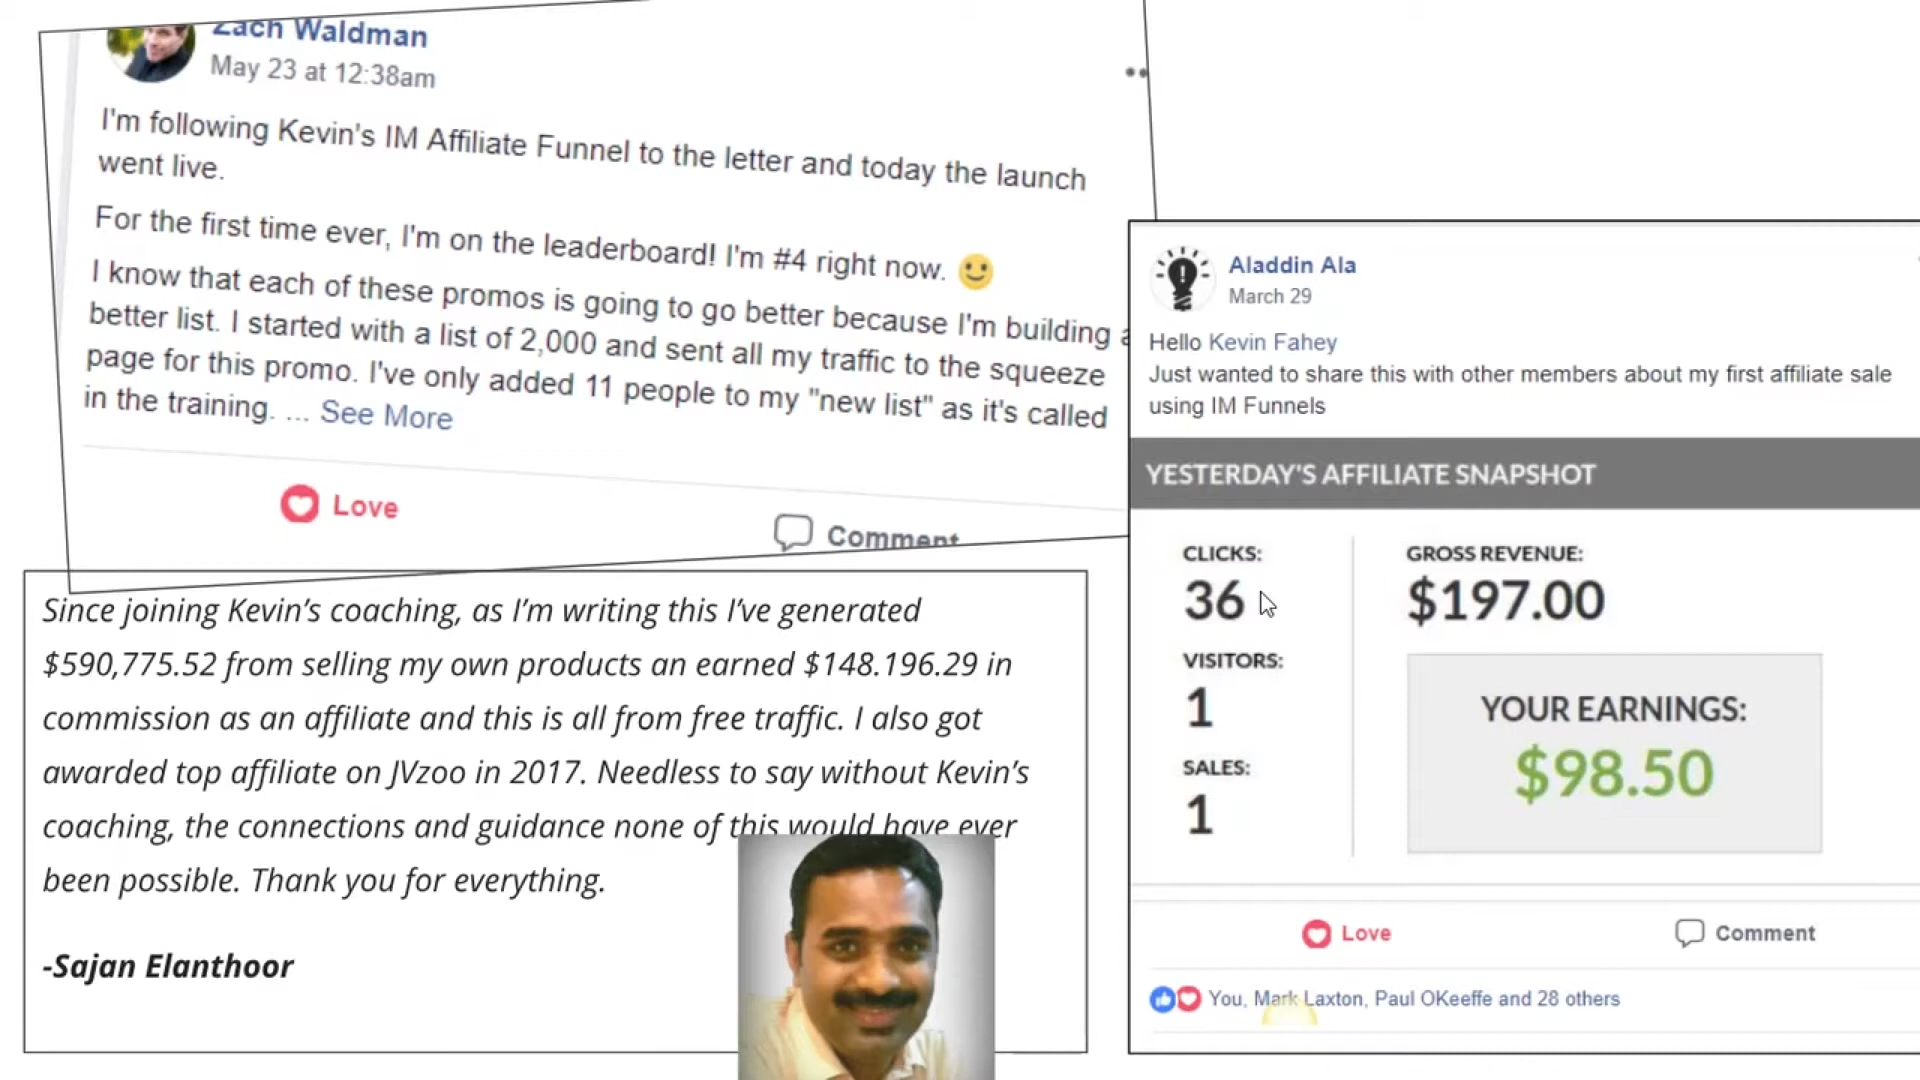 Zach Waldman
May 23 at 12:38am
I'm following Kevin's IM Affiliate Funnel to the letter and today the launch
went live.
For the first time ever, I'm on the leaderboard! I'm #4 right now.
I know that each of these promos is going to go better because I'm building a
better list. I started with a list of 2,000 and sent all my traffic to the squeeze
page for this promo. I've only added 11 people to my "new list" as it's called
in the training. ... See More
Love
Comment
Since joining Kevin's coaching, as I'm writing this I've generated
$590,775.52 from selling my own products an earned $148.196.29 in
commission as an affiliate and this is all from free traffic. I also got
awarded top affiliate on JVzoo in 2017. Needless to say without Kevin's
coaching, the connections and guidance none of this would have ever
been possible. Thank you for everything.
-Sajan Elanthoor
Aladdin Ala
March 29
Hello Kevin Fahey
Just wanted to share this with other members about my first affiliate sale
using IM Funnels
YESTERDAY'S AFFILIATE SNAPSHOT
CLICKS:
36
VISITORS:
1
SALES:
1
GROSS REVENUE:
$197.00
YOUR EARNINGS:
$98.50
Love
Comment
You, Mark Laxton, Paul OKeeffe and 28 others